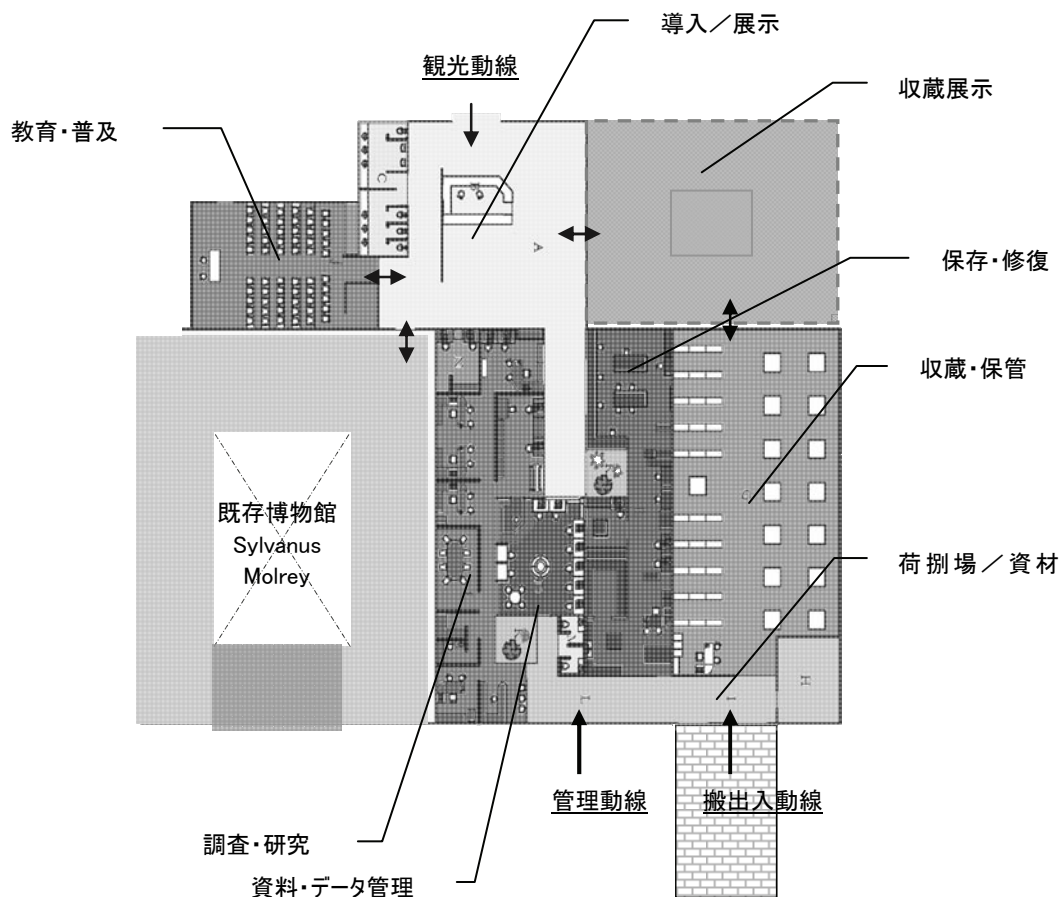 導入／展示
観光動線
収蔵展示
教育・普及
C
B
A
保存・修復
収蔵・保管
既存博物館
Sylvanus
Molrey
荷捌場／資材
H
L
I
管理動線
搬出入動線
調査・研究
資料・データ管理